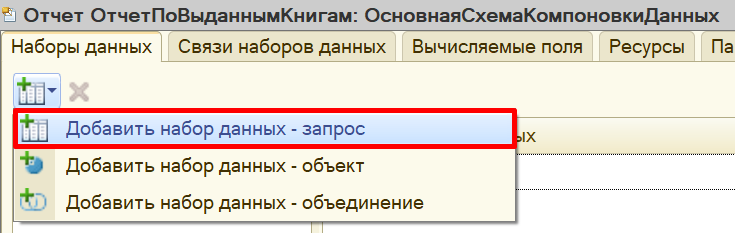 Отчет ОтчетПоВыданнымКнигам: ОсновнаяСхемаКомпоновкиДанных
Наборы данных Связи наборов данных Вычисляемые поля Ресурсы Па
Добавить набор данных - запрос
ых
Добавить набор данных - объект
Добавить набор данных - объединение